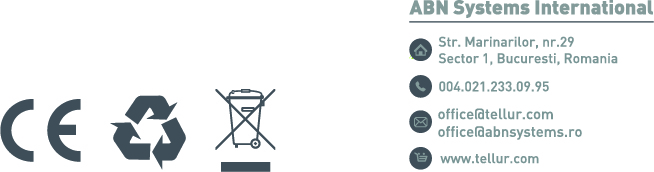 ABN Systems International
Str. Marinarilor, nr.29
Sector 1, Bucuresti, Romania
004.021.233.09.95
office@tellur.com
office@abnsystems.ro
www.tellur.com
CE